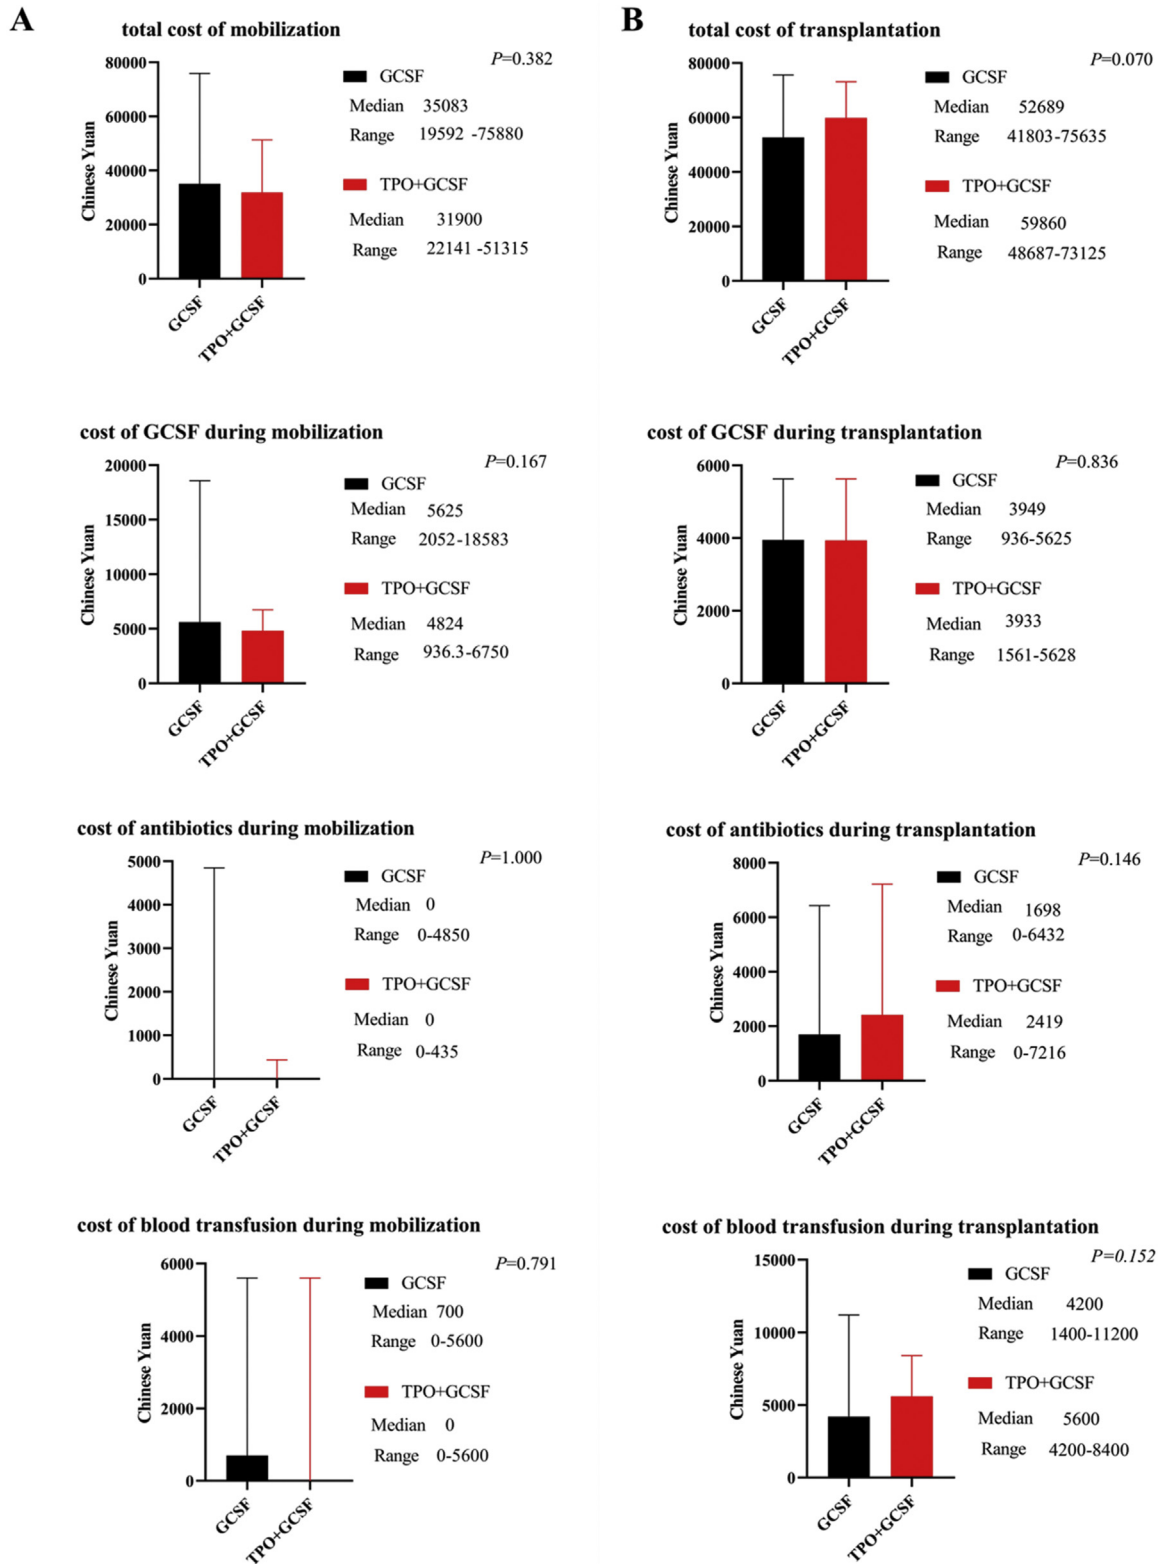 A
total cost of mobilization
P=0.382
80000
60000
40000
20000
0
Chinese Yuan
GCSF
TPO+GCSF
GCSF
Median 35083
Range 19592 -75880
TPO+GCSF
Median 31900
Range 22141 -51315
cost of GCSF during mobilization
P=0.167
20000
15000
10000
5000
0
Chinese Yuan
GCSF
TPO+GCSF
GCSF
Median 5625
Range 2052-18583
TPO+GCSF
Median 4824
Range 936.3-6750
cost of antibiotics during mobilization
P=1.000
5000
4000
3000
2000
1000
0
Chinese Yuan
GCSF
TPO+GCSF
GCSF
Median 0
Range 0-4850
TPO+GCSF
Median 0
Range 0-435
cost of blood transfusion during mobilization
P=0.791
6000
4000
2000
0
Chinese Yuan
GCSF
TPO+GCSF
GCSF
Median 700
Range 0-5600
TPO+GCSF
Median 0
Range 0-5600
B
total cost of transplantation
P=0.070
80000
60000
40000
20000
0
Chinese Yuan
GCSF
TPO+GCSF
GCSF
Median 52689
Range 41803-75635
TPO+GCSF
Median 59860
Range 48687-73125
cost of GCSF during transplantation
P=0.836
6000
4000
2000
0
Chinese Yuan
GCSF
TPO+GCSF
GCSF
Median 3949
Range 936-5625
TPO+GCSF
Median 3933
Range 1561-5628
cost of antibiotics during transplantation
P=0.146
8000
6000
4000
2000
0
Chinese Yuan
GCSF
TPO+GCSF
GCSF
Median 1698
Range 0-6432
TPO+GCSF
Median 2419
Range 0-7216
cost of blood transfusion during transplantation
P=0.152
15000
10000
5000
0
Chinese Yuan
GCSF
TPO+GCSF
GCSF
Median 4200
Range 1400-11200
TPO+GCSF
Median 5600
Range 4200-8400